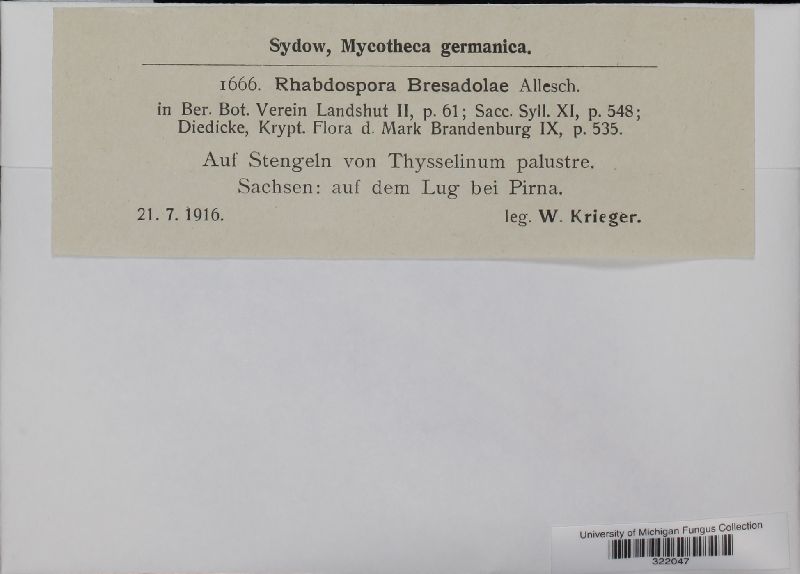 Sydow, Mycotheca germanica.
1666. Rhabdospora Bresadolae Allesch.
in Ber. Bot. Verein Landshut II, p. 61; Sacc. Syll. XI, p. 548;
Diedicke, Krypt. Flora d. Mark Brandenburg IX, p. 535.
Auf Stengeln von Thysselinum palustre.
Sachsen: auf dem Lug bei Pirna.
21. 7. 1916. leg. W. Krieger.
University of Michigan Fungus Collection
322047